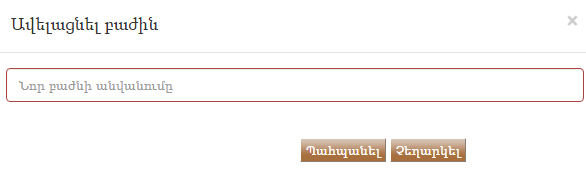 Ավելացնել բաժին
×
Նոր բաժնի անվանումը
Պահպանել Չեղարկել